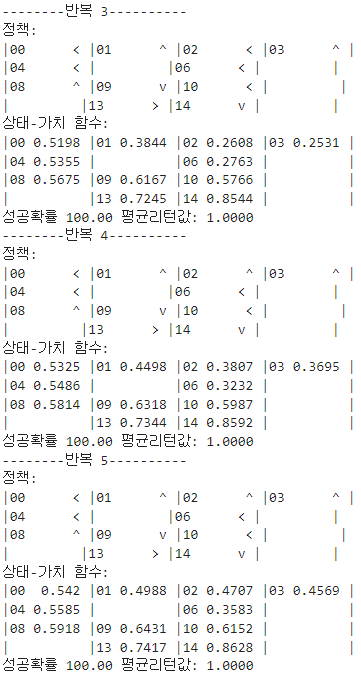 --------반복 3----------
정책:
|00      < |01      ^ |02      < |03      ^ |
|04      < |         |06      < |         |
|08      ^ |09      v |10      < |         |
|         |13      > |14      v |         |
상태-가치 함수:
|00 0.5198 |01 0.3844 |02 0.2608 |03 0.2531 |
|04 0.5355 |          |06 0.2763 |          |
|08 0.5675 |09 0.6167 |10 0.5766 |          |
|          |13 0.7245 |14 0.8544 |          |
성공확률 100.00 평균리턴값: 1.0000
--------반복 4----------
정책:
|00      < |01      ^ |02      ^ |03      ^ |
|04      < |         |06      < |         |
|08      ^ |09      v |10      < |         |
|         |13      > |14      v |         |
상태-가치 함수:
|00 0.5325 |01 0.4498 |02 0.3807 |03 0.3695 |
|04 0.5486 |          |06 0.3232 |          |
|08 0.5814 |09 0.6318 |10 0.5987 |          |
|          |13 0.7344 |14 0.8592 |          |
성공확률 100.00 평균리턴값: 1.0000
--------반복 5----------
정책:
|00      < |01      ^ |02      ^ |03      ^ |
|04      < |         |06      < |         |
|08      ^ |09      v |10      < |         |
|         |13      > |14      v |         |
상태-가치 함수:
|00  0.542 |01 0.4988 |02 0.4707 |03 0.4569 |
|04 0.5585 |          |06 0.3583 |          |
|08 0.5918 |09 0.6431 |10 0.6152 |          |
|          |13 0.7417 |14 0.8628 |          |
성공확률 100.00 평균리턴값: 1.0000